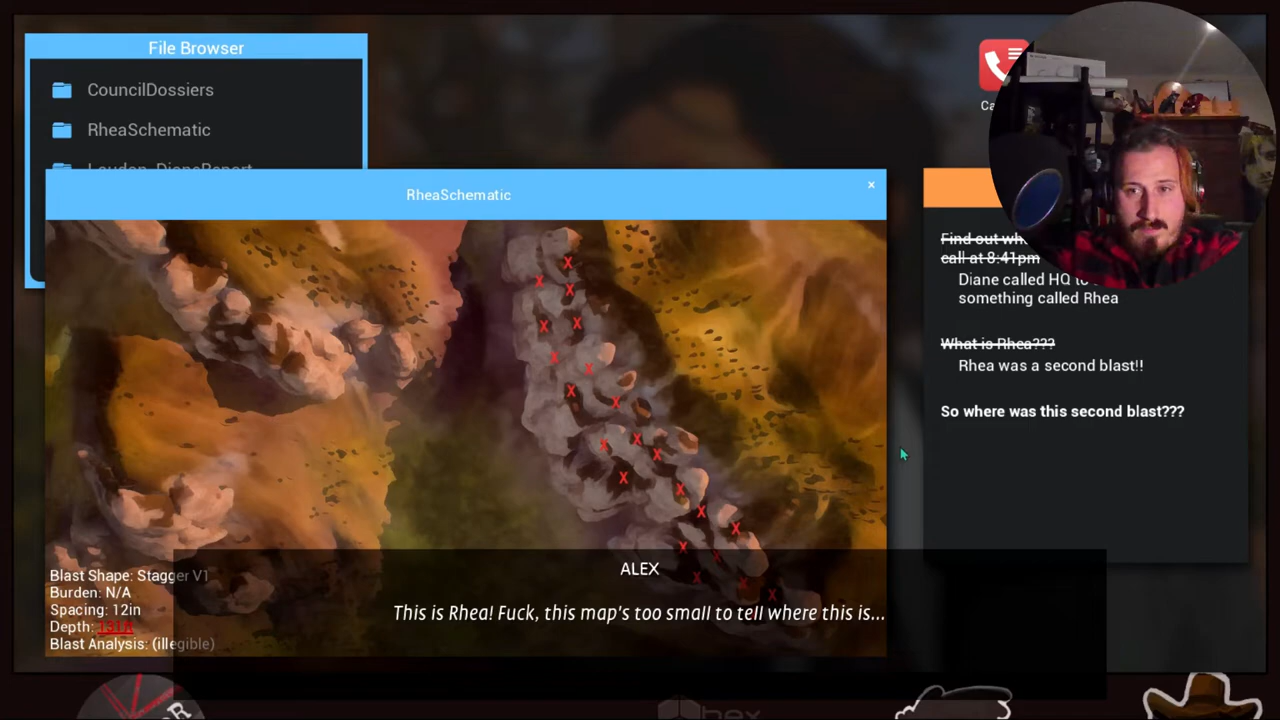 File Browser
CouncilDossiers
RheaSchematic
Louden_DianeReport
RheaSchematic
×
Find out
call at 8:41pm
Diane called HQ to
something called Rhea
What is Rhea???
Rhea was a second blast!!
So where was this second blast???
Blast Shape: Stagger V1
Burden: N/A
Spacing: 12in
Depth: 131ft
Blast Analysis: (illegible)
ALEX
This is Rhea! Fuck, this map's too small to tell where this is...